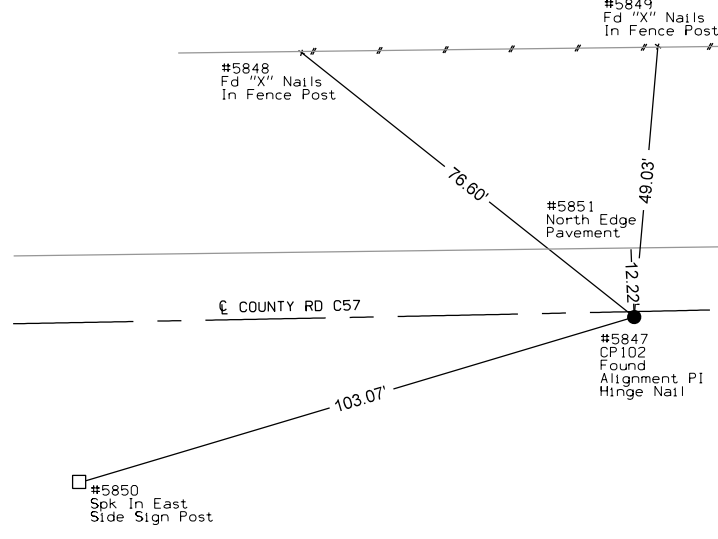 #5849
Fd "X" Nails
In Fence Post
#5848
Fd "X" Nails
In Fence Post
76.60'
49.03'
#5851
North Edge
Pavement
12.22'
℄ COUNTY RD C57
#5847
CP102
Found
Alignment PI
Hinge Nail
103.07'
#5850
Spk In East
Side Sign Post